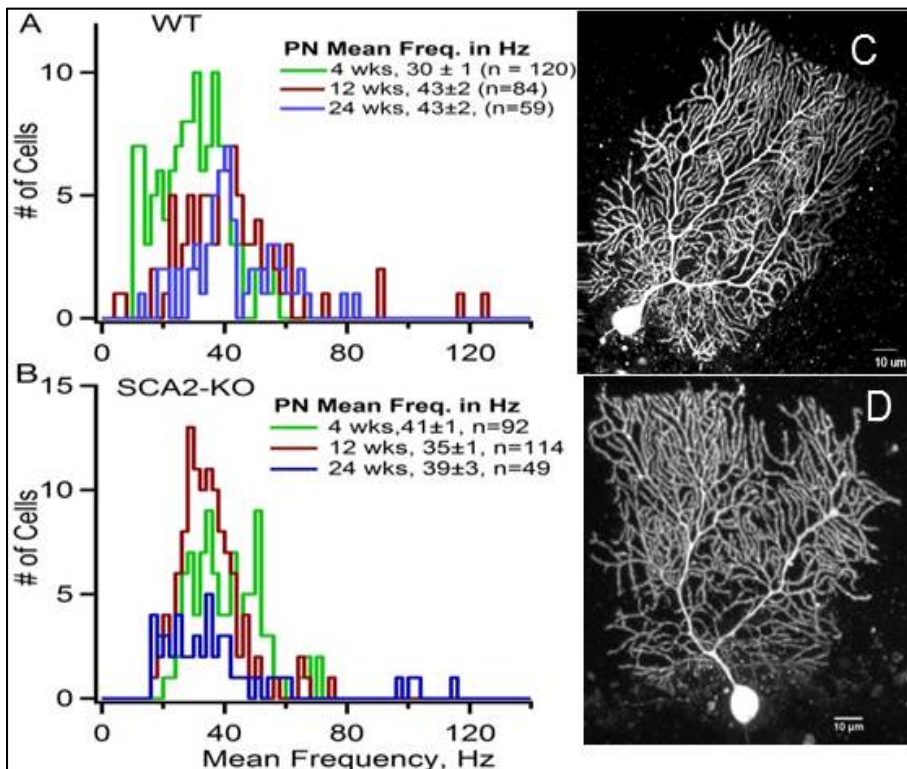 A WT
PN Mean Freq. in Hz
4 wks, 30 ± 1 (n = 120)
12 wks, 43±2 (n=84)
24 wks, 43±2, (n=59)
10
5
0
# of Cells
0 40 80 120
B SCA2-KO
PN Mean Freq. in Hz
4 wks,41±1, n=92
12 wks, 35±1, n=114
24 wks, 39±3, n=49
15
10
5
0
# of Cells
0 40 80 120
Mean Frequency, Hz
C
10 um
D
10 µm